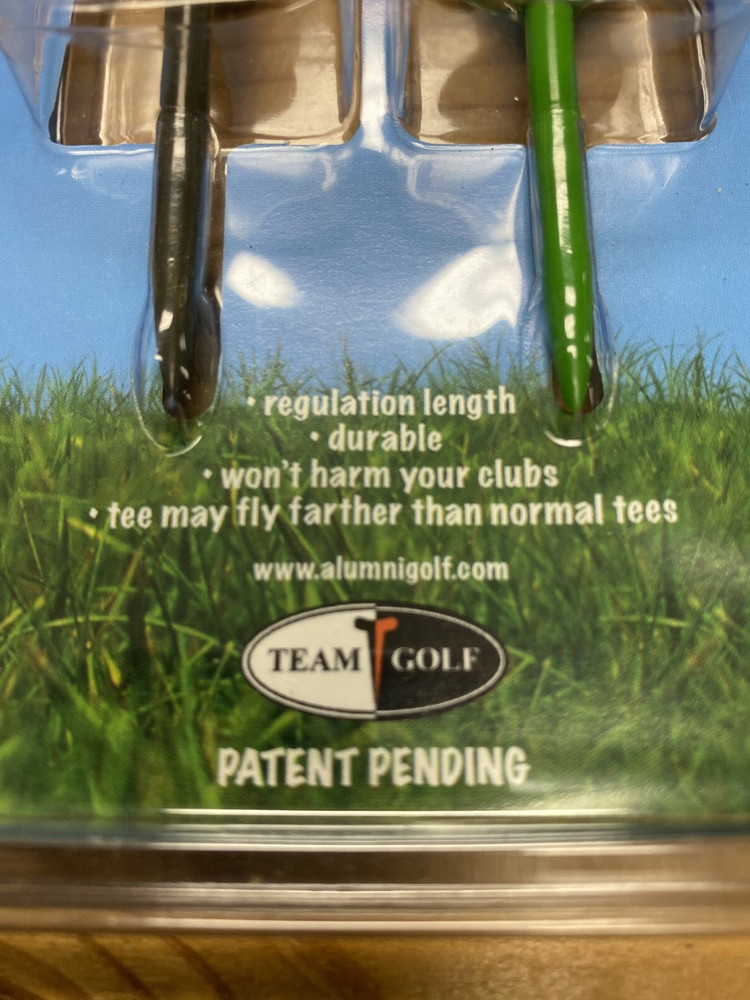 • regulation length
• durable
• won't harm your clubs
• tee may fly farther than normal tees
www.alumnigolf.com
TEAM GOLF
PATENT PENDING